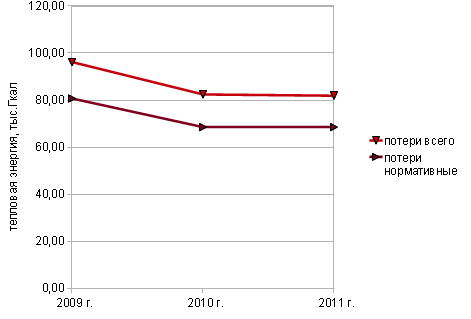 120,00
100,00
80,00
60,00
40,00
20,00
0,00
тепловая энергия, тыс.Гкал
2009 г.
2010 г.
2011 г.
потери всего
потери
нормативные